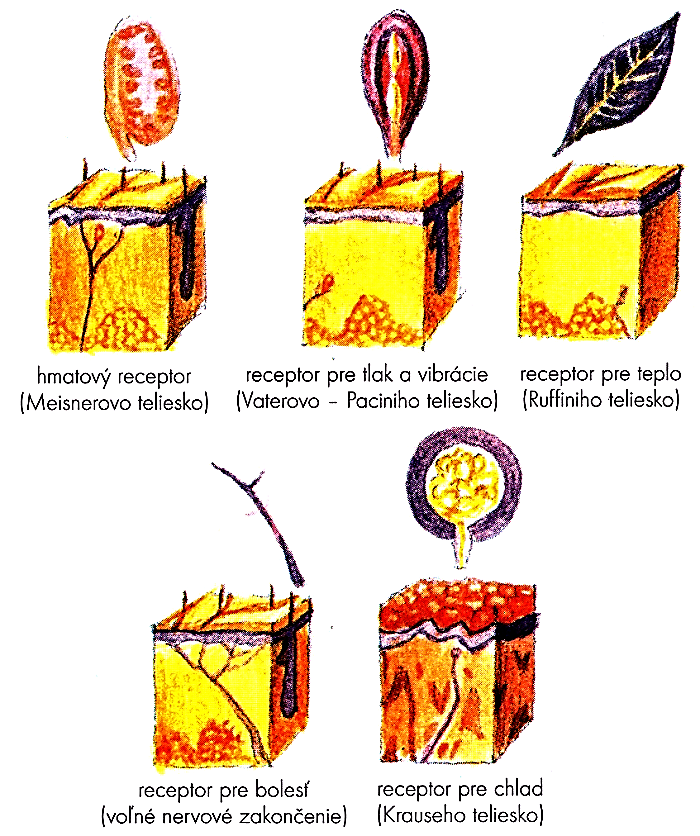 hmatový receptor
(Meisnerovo teliesko)
receptor pre tlak a vibrácie
(Vaterovo – Paciniho teliesko)
receptor pre teplo
(Ruffiniho teliesko)
receptor pre bolesť
(voľné nervové zakončenie)
receptor pre chlad
(Krauseho teliesko)